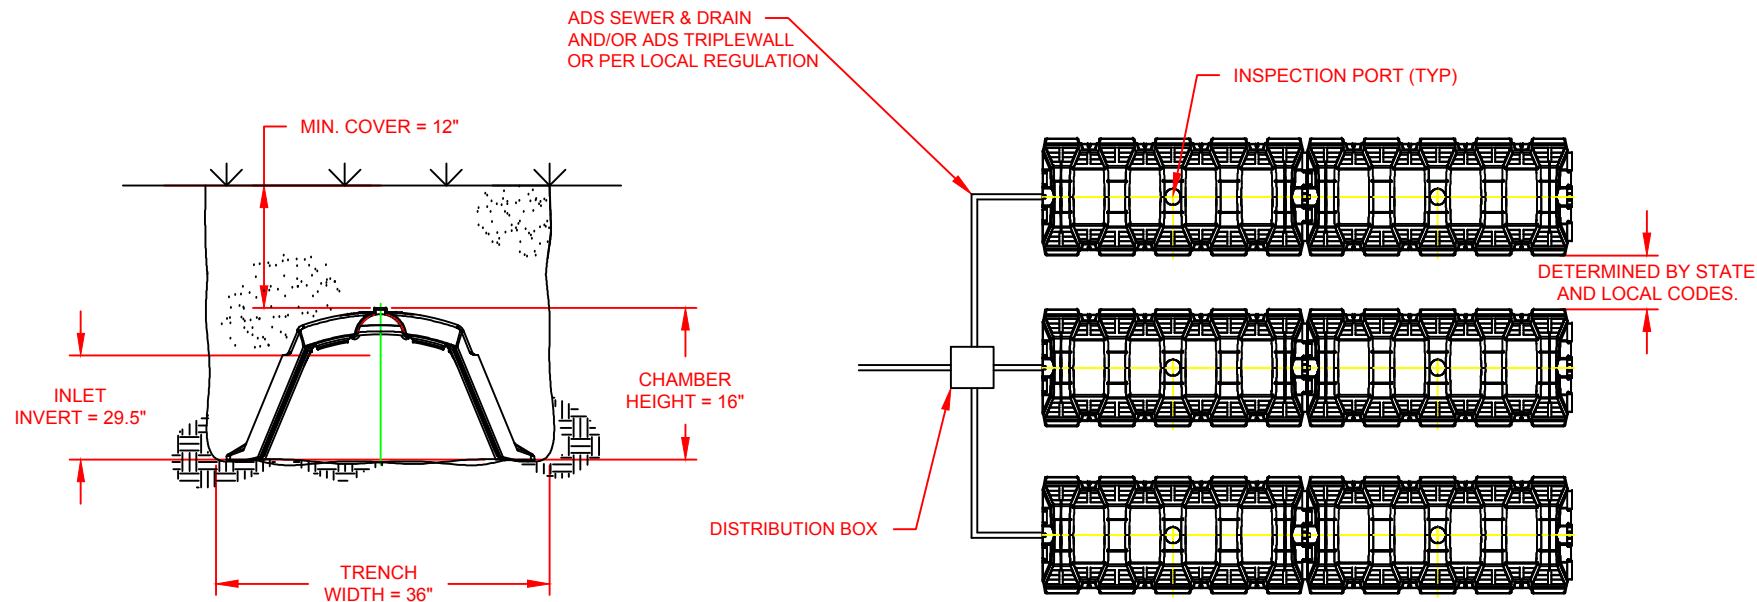 ADS SEWER & DRAIN
AND/OR ADS TRIPLEWALL
OR PER LOCAL REGULATION
INSPECTION PORT (TYP)
MIN. COVER = 12"
DETERMINED BY STATE
AND LOCAL CODES.
INLET
INVERT = 29.5"
CHAMBER
HEIGHT = 16"
DISTRIBUTION BOX
TRENCH
WIDTH = 36"